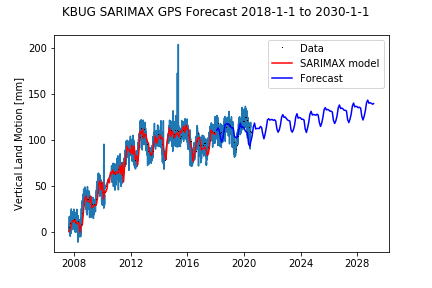 KBUG SARIMAX GPS Forecast 2018-1-1 to 2030-1-1
Data
SARIMAX model
Forecast
Vertical Land Motion [mm]
200
150
100
50
0
2008 2012 2016 2020 2024 2028